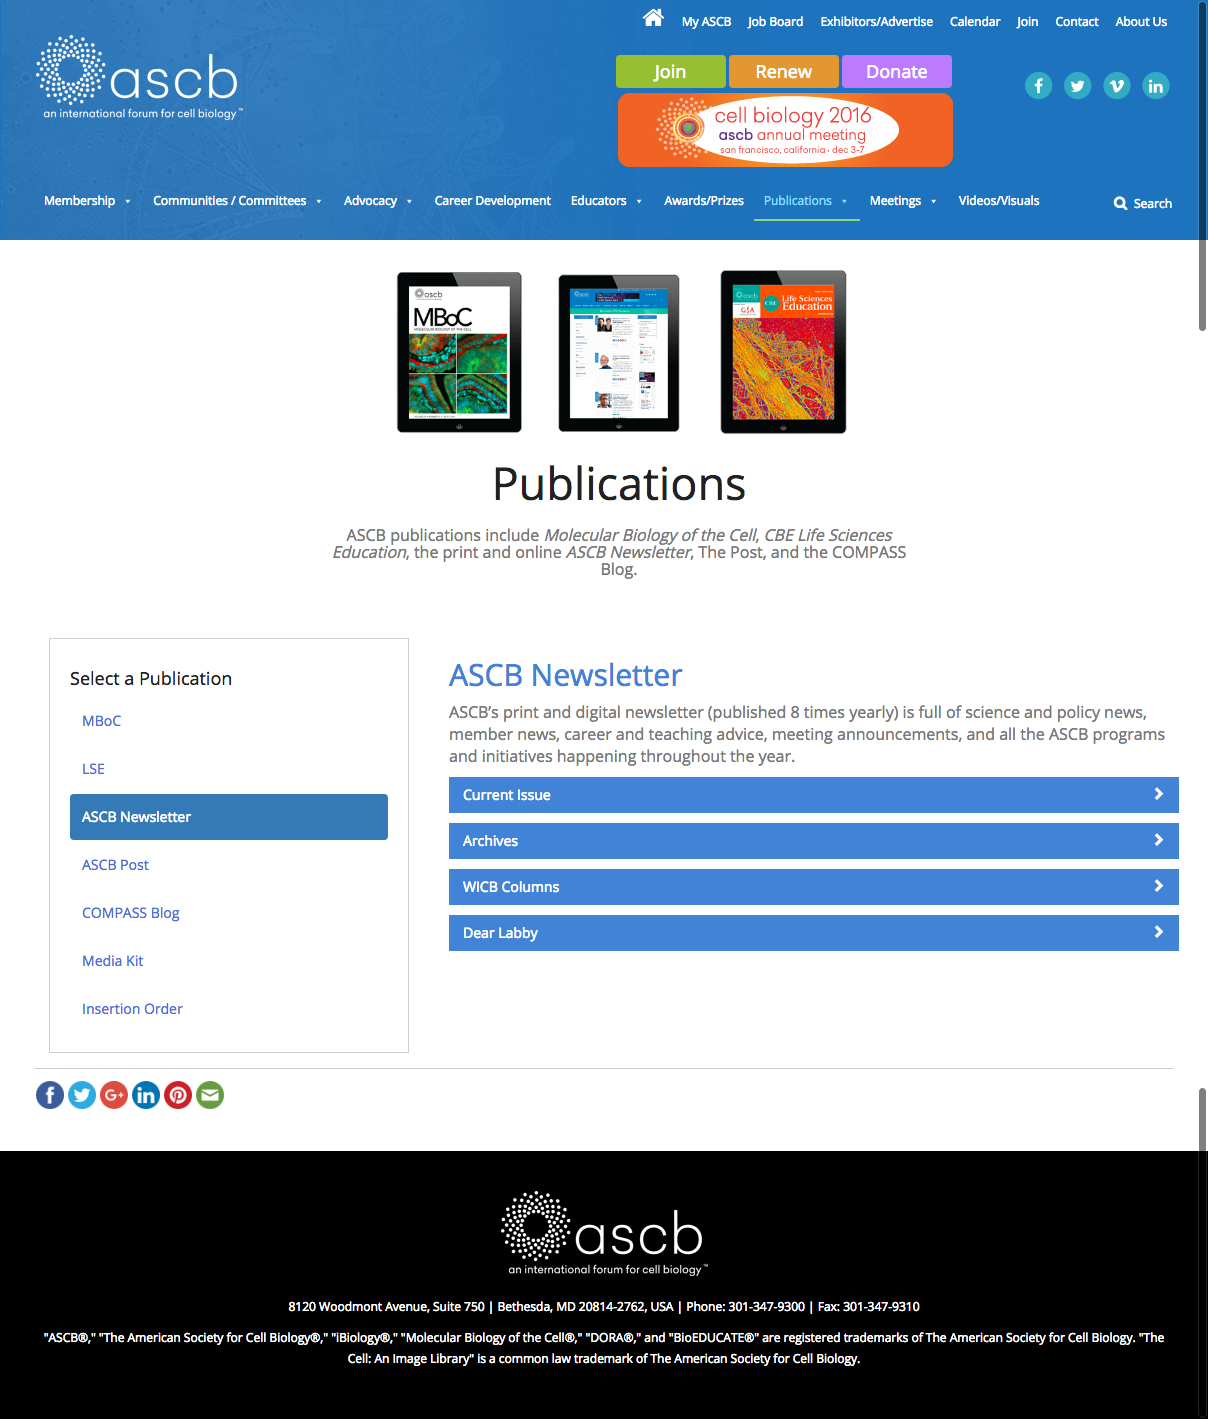 My ASCB Job Board Exhibitors/Advertise Calendar Join Contact About Us
ascb
an international forum for cell biology™
Join Renew Donate
cell biology 2016
ascb annual meeting
san francisco, california · dec 3-7
Membership Communities / Committees Advocacy Career Development Educators Awards/Prizes Publications Meetings Videos/Visuals Search
ascb
MBoC
MOLECULAR BIOLOGY OF THE CELL
ascb
GSA
CBE
Life Sciences
Education
Publications
ASCB publications include Molecular Biology of the Cell, CBE Life Sciences
Education, the print and online ASCB Newsletter, The Post, and the COMPASS
Blog.
Select a Publication
MBoC
LSE
ASCB Newsletter
ASCB Post
COMPASS Blog
Media Kit
Insertion Order
ASCB Newsletter
ASCB’s print and digital newsletter (published 8 times yearly) is full of science and policy news,
member news, career and teaching advice, meeting announcements, and all the ASCB programs
and initiatives happening throughout the year.
Current Issue
Archives
WICB Columns
Dear Labby
ascb
an international forum for cell biology™
8120 Woodmont Avenue, Suite 750 | Bethesda, MD 20814-2762, USA | Phone: 301-347-9300 | Fax: 301-347-9310
"ASCB®," "The American Society for Cell Biology®," "iBiology®," "Molecular Biology of the Cell®," "DORA®," and "BioEDUCATE®" are registered trademarks of The American Society for Cell Biology. "The
Cell: An Image Library" is a common law trademark of The American Society for Cell Biology.